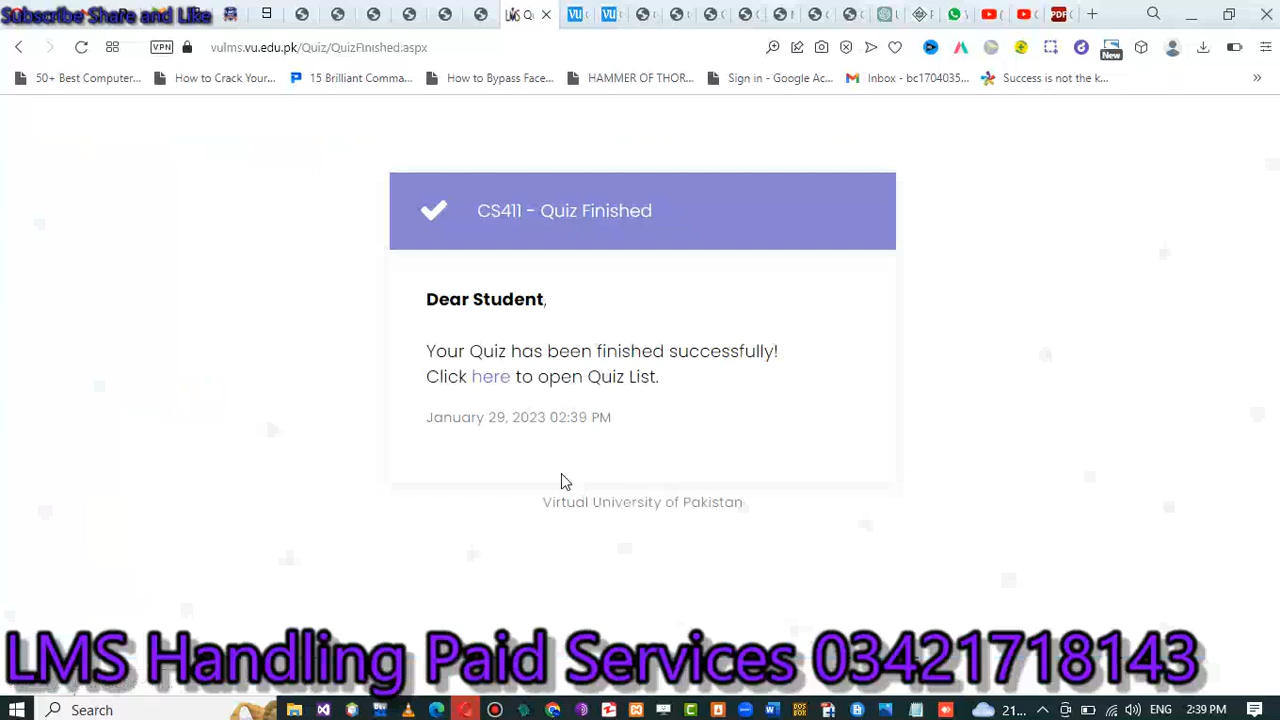 Subscribe Share and Like
VPN
vulms.vu.edu.pk/Quiz/QuizFinished.aspx
New
50+ Best Computer...
How to Crack Your...
15 Brilliant Comma...
How to Bypass Face...
HAMMER OF THOR...
Sign in - Google Ac...
Inbox - bc1704035...
Success is not the k...
CS411 - Quiz Finished
Dear Student,
Your Quiz has been finished successfully!
Click here to open Quiz List.
January 29, 2023 02:39 PM
Virtual University of Pakistan
LMS Handling Paid Services 03421718143
Search
21...
ENG
2:39 PM